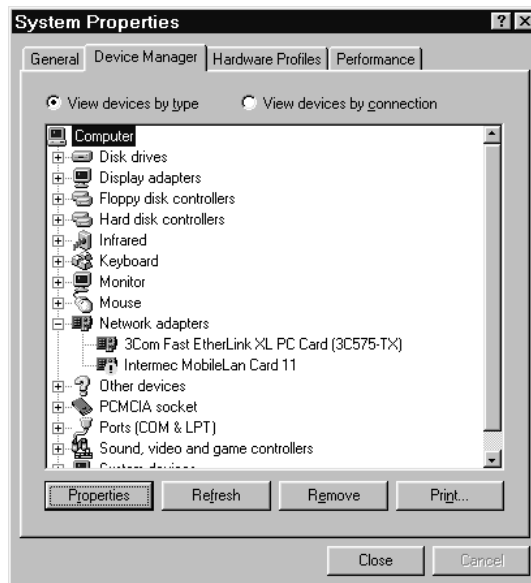 System Properties
General Device Manager Hardware Profiles Performance
View devices by type View devices by connection
Computer
Disk drives
Display adapters
Floppy disk controllers
Hard disk controllers
Infrared
Keyboard
Monitor
Mouse
Network adapters
3Com Fast EtherLink XL PC Card (3C575-TX)
Intermec MobileLan Card 11
Other devices
PCMCIA socket
Ports (COM & LPT)
Sound, video and game controllers
System devices
Properties Refresh Remove Print...
Close Cancel